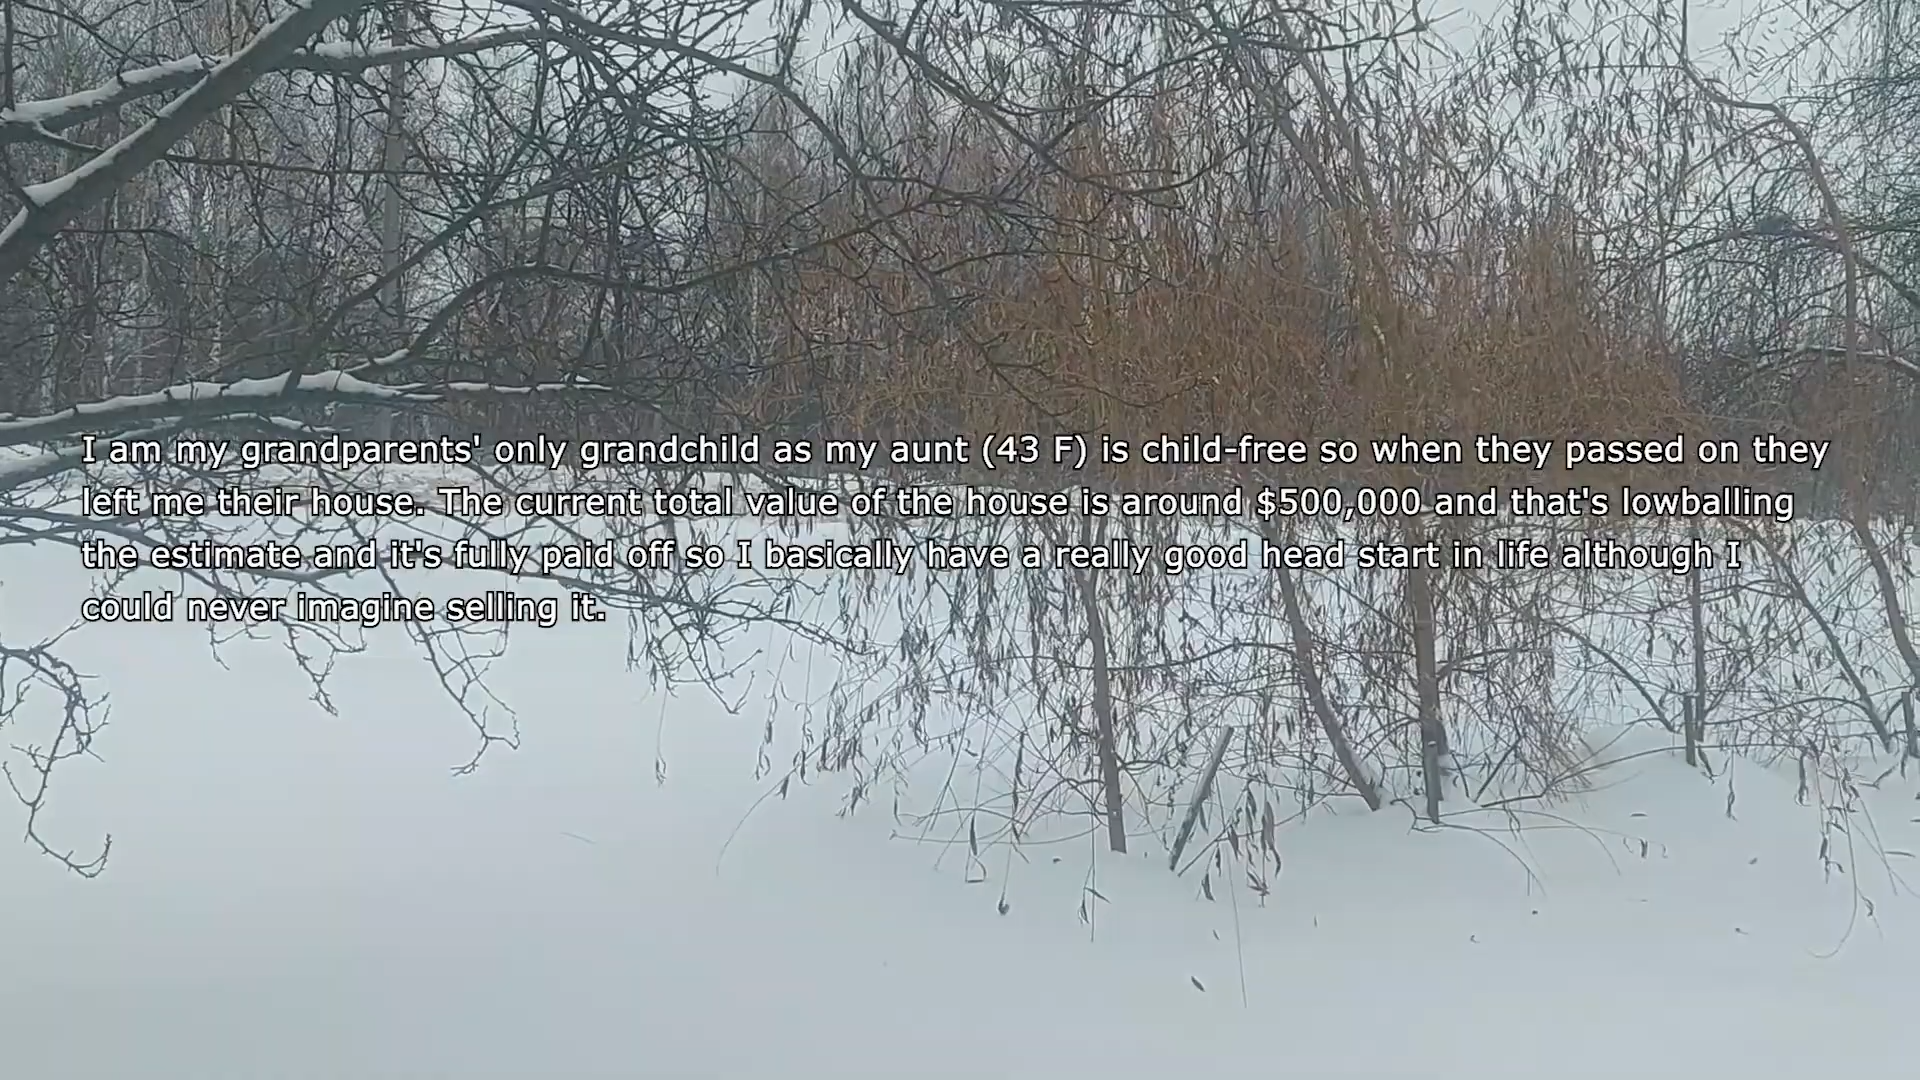 I am my grandparents' only grandchild as my aunt (43 F) is child-free so when they passed on they
left me their house. The current total value of the house is around $500,000 and that's lowballing
the estimate and it's fully paid off so I basically have a really good head start in life although I
could never imagine selling it.